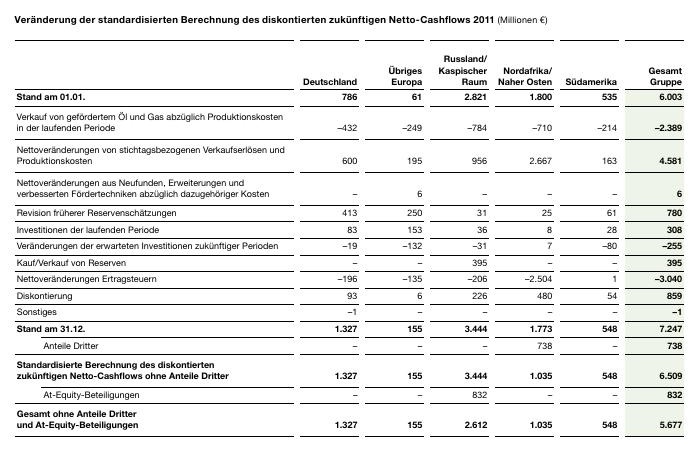 Veränderung der standardisierten Berechnung des diskontierten zukünftigen Netto-Cashflows 2011 (Millionen €)
Deutschland Übriges Europa Russland/ Kaspischer Raum Nordafrika/ Naher Osten Südamerika Gesamt Gruppe
Stand am 01.01. 786 61 2.821 1.800 535 6.003
Verkauf von gefördertem Öl und Gas abzüglich Produktionskosten
in der laufenden Periode –432 –249 –784 –710 –214 –2.389
Nettoveränderungen von stichtagsbezogenen Verkaufserlösen und
Produktionskosten 600 195 956 2.667 163 4.581
Nettoveränderungen aus Neufunden, Erweiterungen und
verbesserten Fördertechniken abzüglich dazugehöriger Kosten – 6 – – – 6
Revision früherer Reservenschätzungen 413 250 31 25 61 780
Investitionen der laufenden Periode 83 153 36 8 28 308
Veränderungen der erwarteten Investitionen zukünftiger Perioden –19 –132 –31 7 –80 –255
Kauf/Verkauf von Reserven – – 395 – – 395
Nettoveränderungen Ertragsteuern –196 –135 –206 –2.504 1 –3.040
Diskontierung 93 6 226 480 54 859
Sonstiges –1 – – – – –1
Stand am 31.12. 1.327 155 3.444 1.773 548 7.247
Anteile Dritter – – – 738 – 738
Standardisierte Berechnung des diskontierten
zukünftigen Netto-Cashflows ohne Anteile Dritter 1.327 155 3.444 1.035 548 6.509
At-Equity-Beteiligungen – – 832 – – 832
Gesamt ohne Anteile Dritter
und At-Equity-Beteiligungen 1.327 155 2.612 1.035 548 5.677